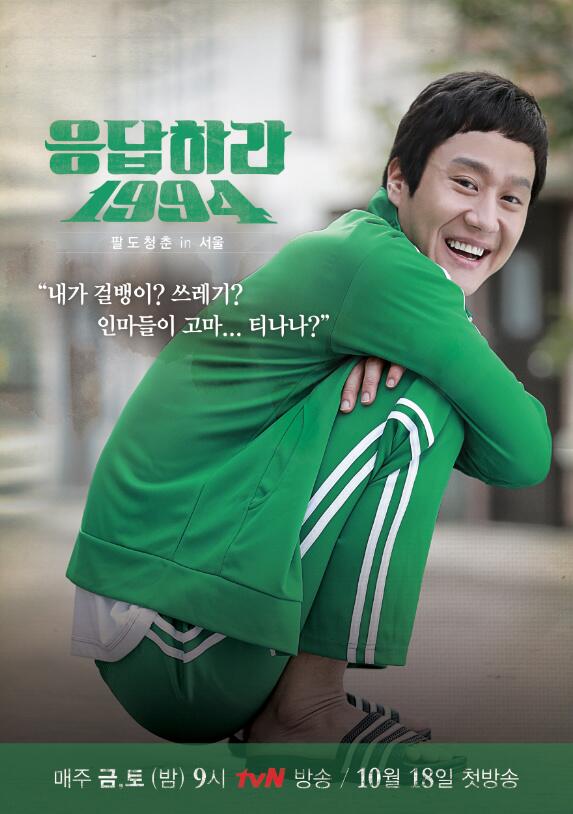 응답하라
1994
팔도청춘 in 서울
“내가 걸뱅이? 쓰레기?
인마들이 고마... 티나나?”
매주 금.토 (밤) 9시 tvN 방송 / 10월 18일 첫방송